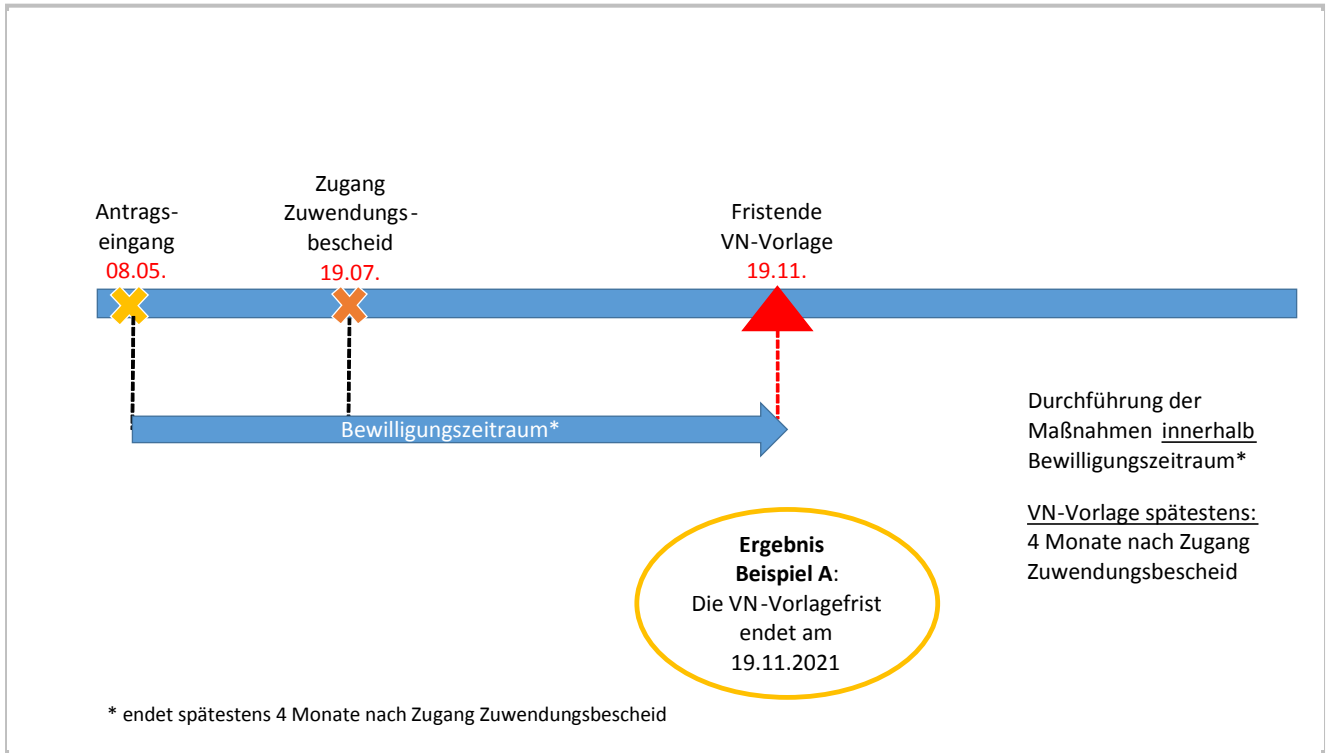 Antrags-
eingang
08.05.
Zugang
Zuwendungs-
bescheid
19.07.
Fristende
VN-Vorlage
19.11.
Bewilligungszeitraum*
Durchführung der
Maßnahmen innerhalb
Bewilligungszeitraum*
VN-Vorlage spätestens:
4 Monate nach Zugang
Zuwendungsbescheid
Ergebnis
Beispiel A:
Die VN-Vorlagefrist
endet am
19.11.2021
* endet spätestens 4 Monate nach Zugang Zuwendungsbescheid